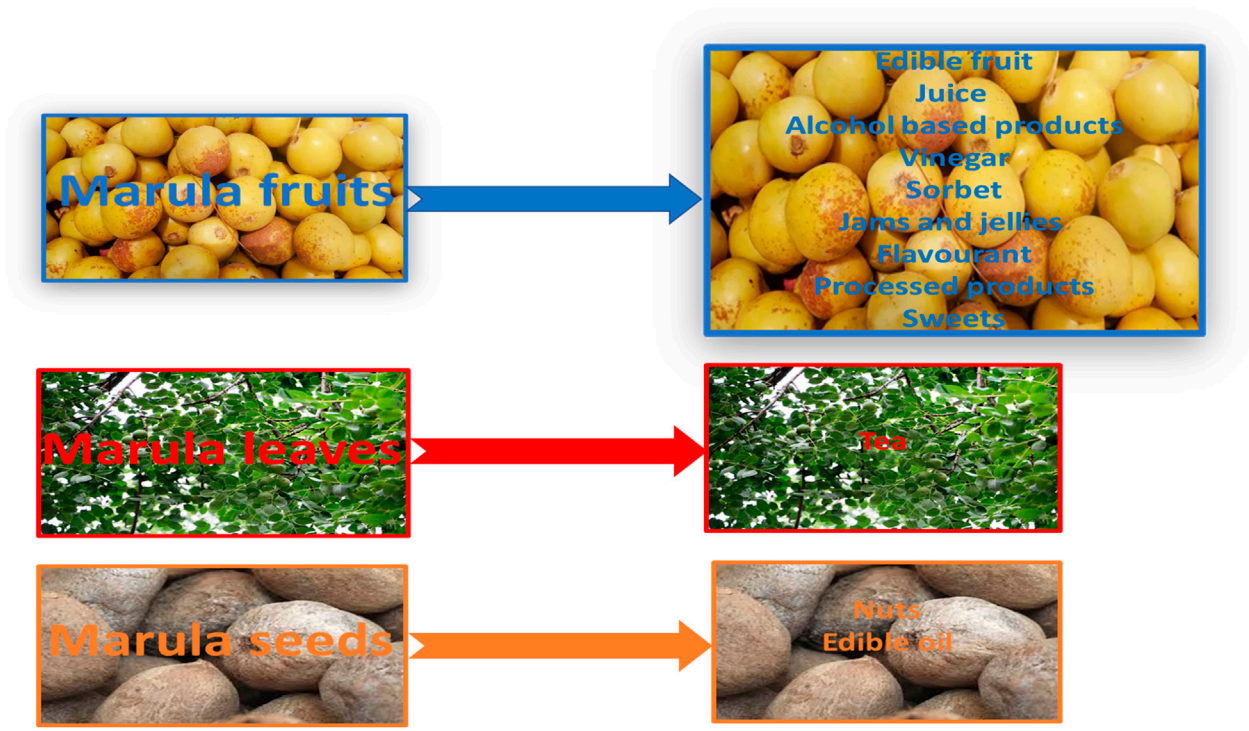 Marula fruits
Edible fruit
Juice
Alcohol based products
Vinegar
Sorbet
Jams and jellies
Flavourant
Processed products
Sweets
Marula leaves
Tea
Marula seeds
Nuts
Edible oil